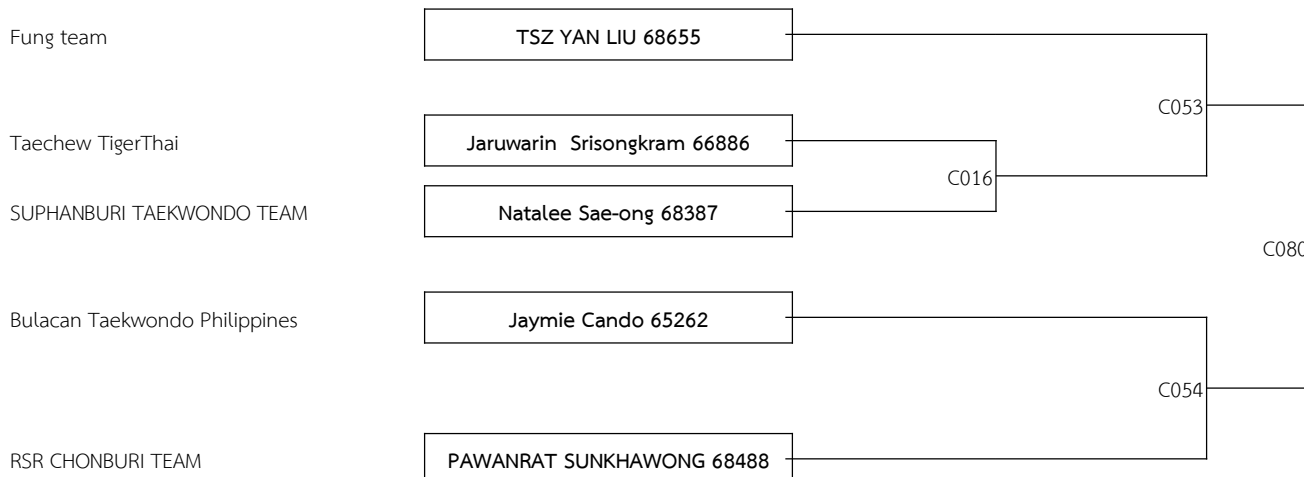 Fung team
TSZ YAN LIU 68655
C053
Taechew TigerThai
Jaruwarin  Srisongkram 66886
C016
SUPHANBURI TAEKWONDO TEAM
Natalee Sae-ong 68387
C080
Bulacan Taekwondo Philippines
Jaymie Cando 65262
C054
RSR CHONBURI TEAM
PAWANRAT SUNKHAWONG 68488